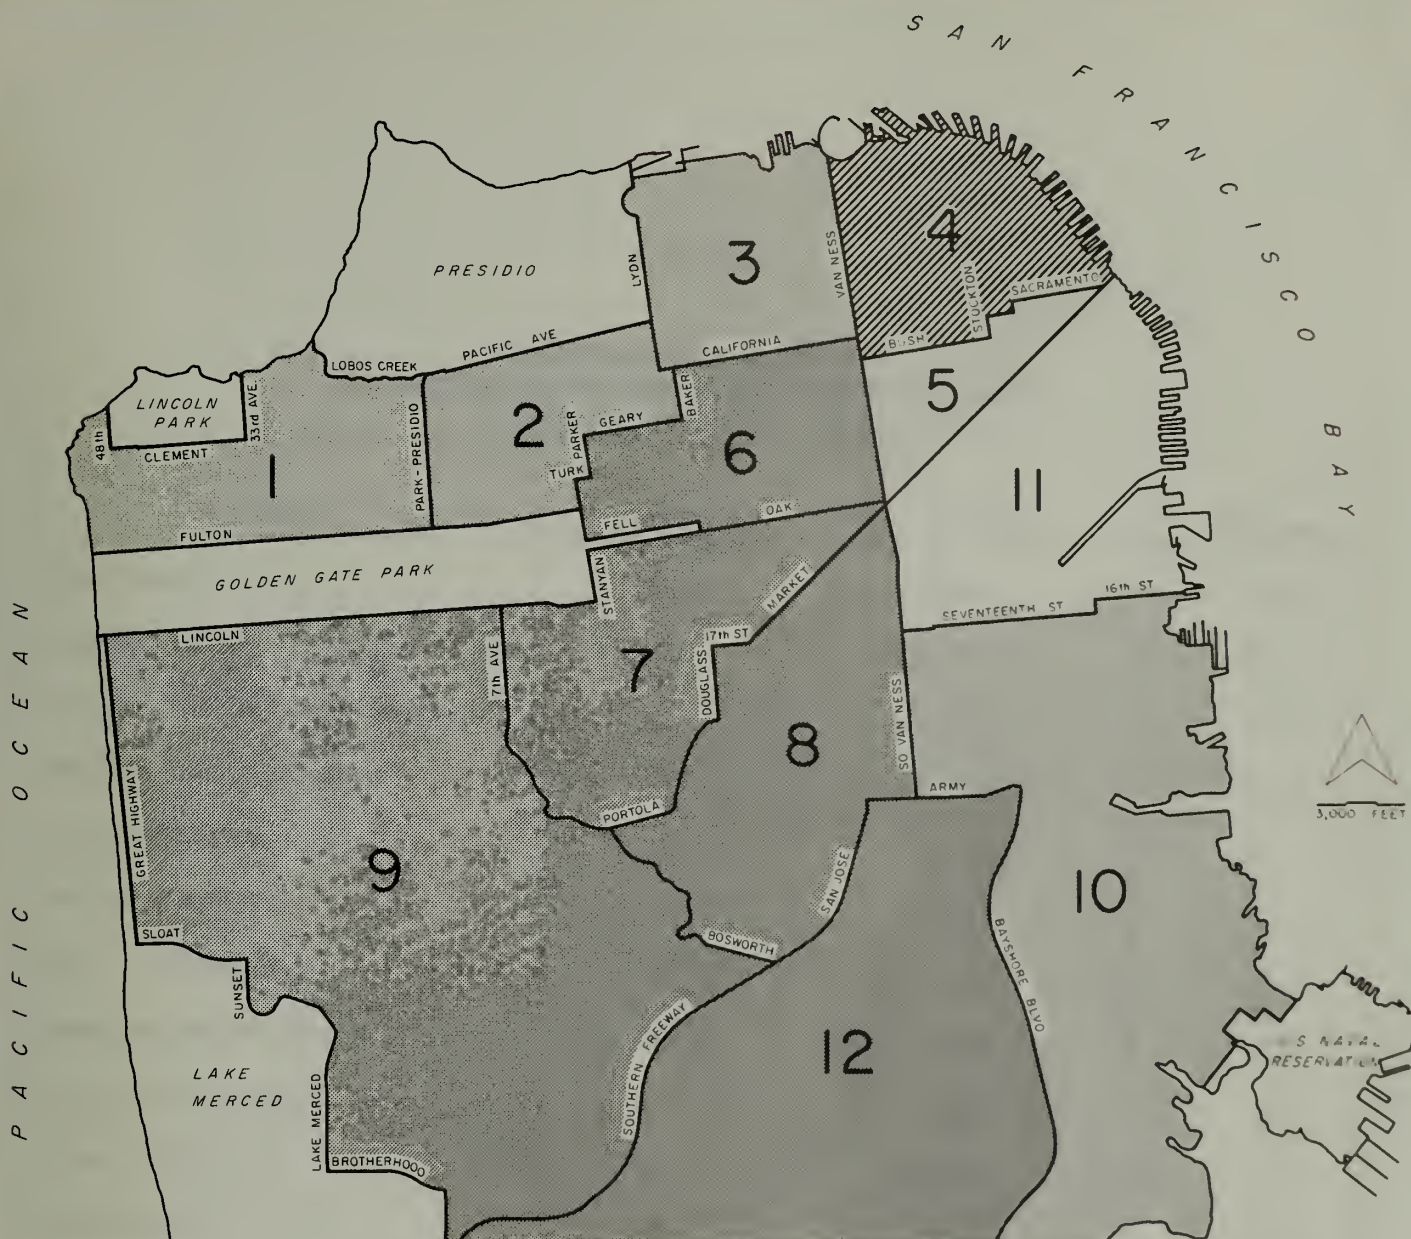 SAN FRANCISCO BAY
PACIFIC OCEAN
PRESIDIO
LYON
3
VAN NESS
4
STOCKTON
SACRAMENTO
BUSH
CALIFORNIA
PACIFIC AVE
LOBOS CREEK
LINCOLN
PARK
33rd AVE.
48th
CLEMENT
1
PARK-PRESIDIO
2
PARKER
GEARY
BAKER
TURK
6
5
11
FULTON
FELL
OAK
GOLDEN GATE PARK
STANYAN
MARKET
16th ST
SEVENTEENTH ST
LINCOLN
7th AVE
7
17th ST
DOUGLASS
8
SO VAN NESS
ARMY
3,000 FEET
GREAT HIGHWAY
PORTOLA
9
SAN JOSE
10
SLOAT
BOSWORTH
BAYSHORE BLVD
SUNSET
SOUTHERN FREEWAY
12
S NAVAL
RESERVATION
LAKE
MERCED
LAKE MERCED
BROTHERHOOD